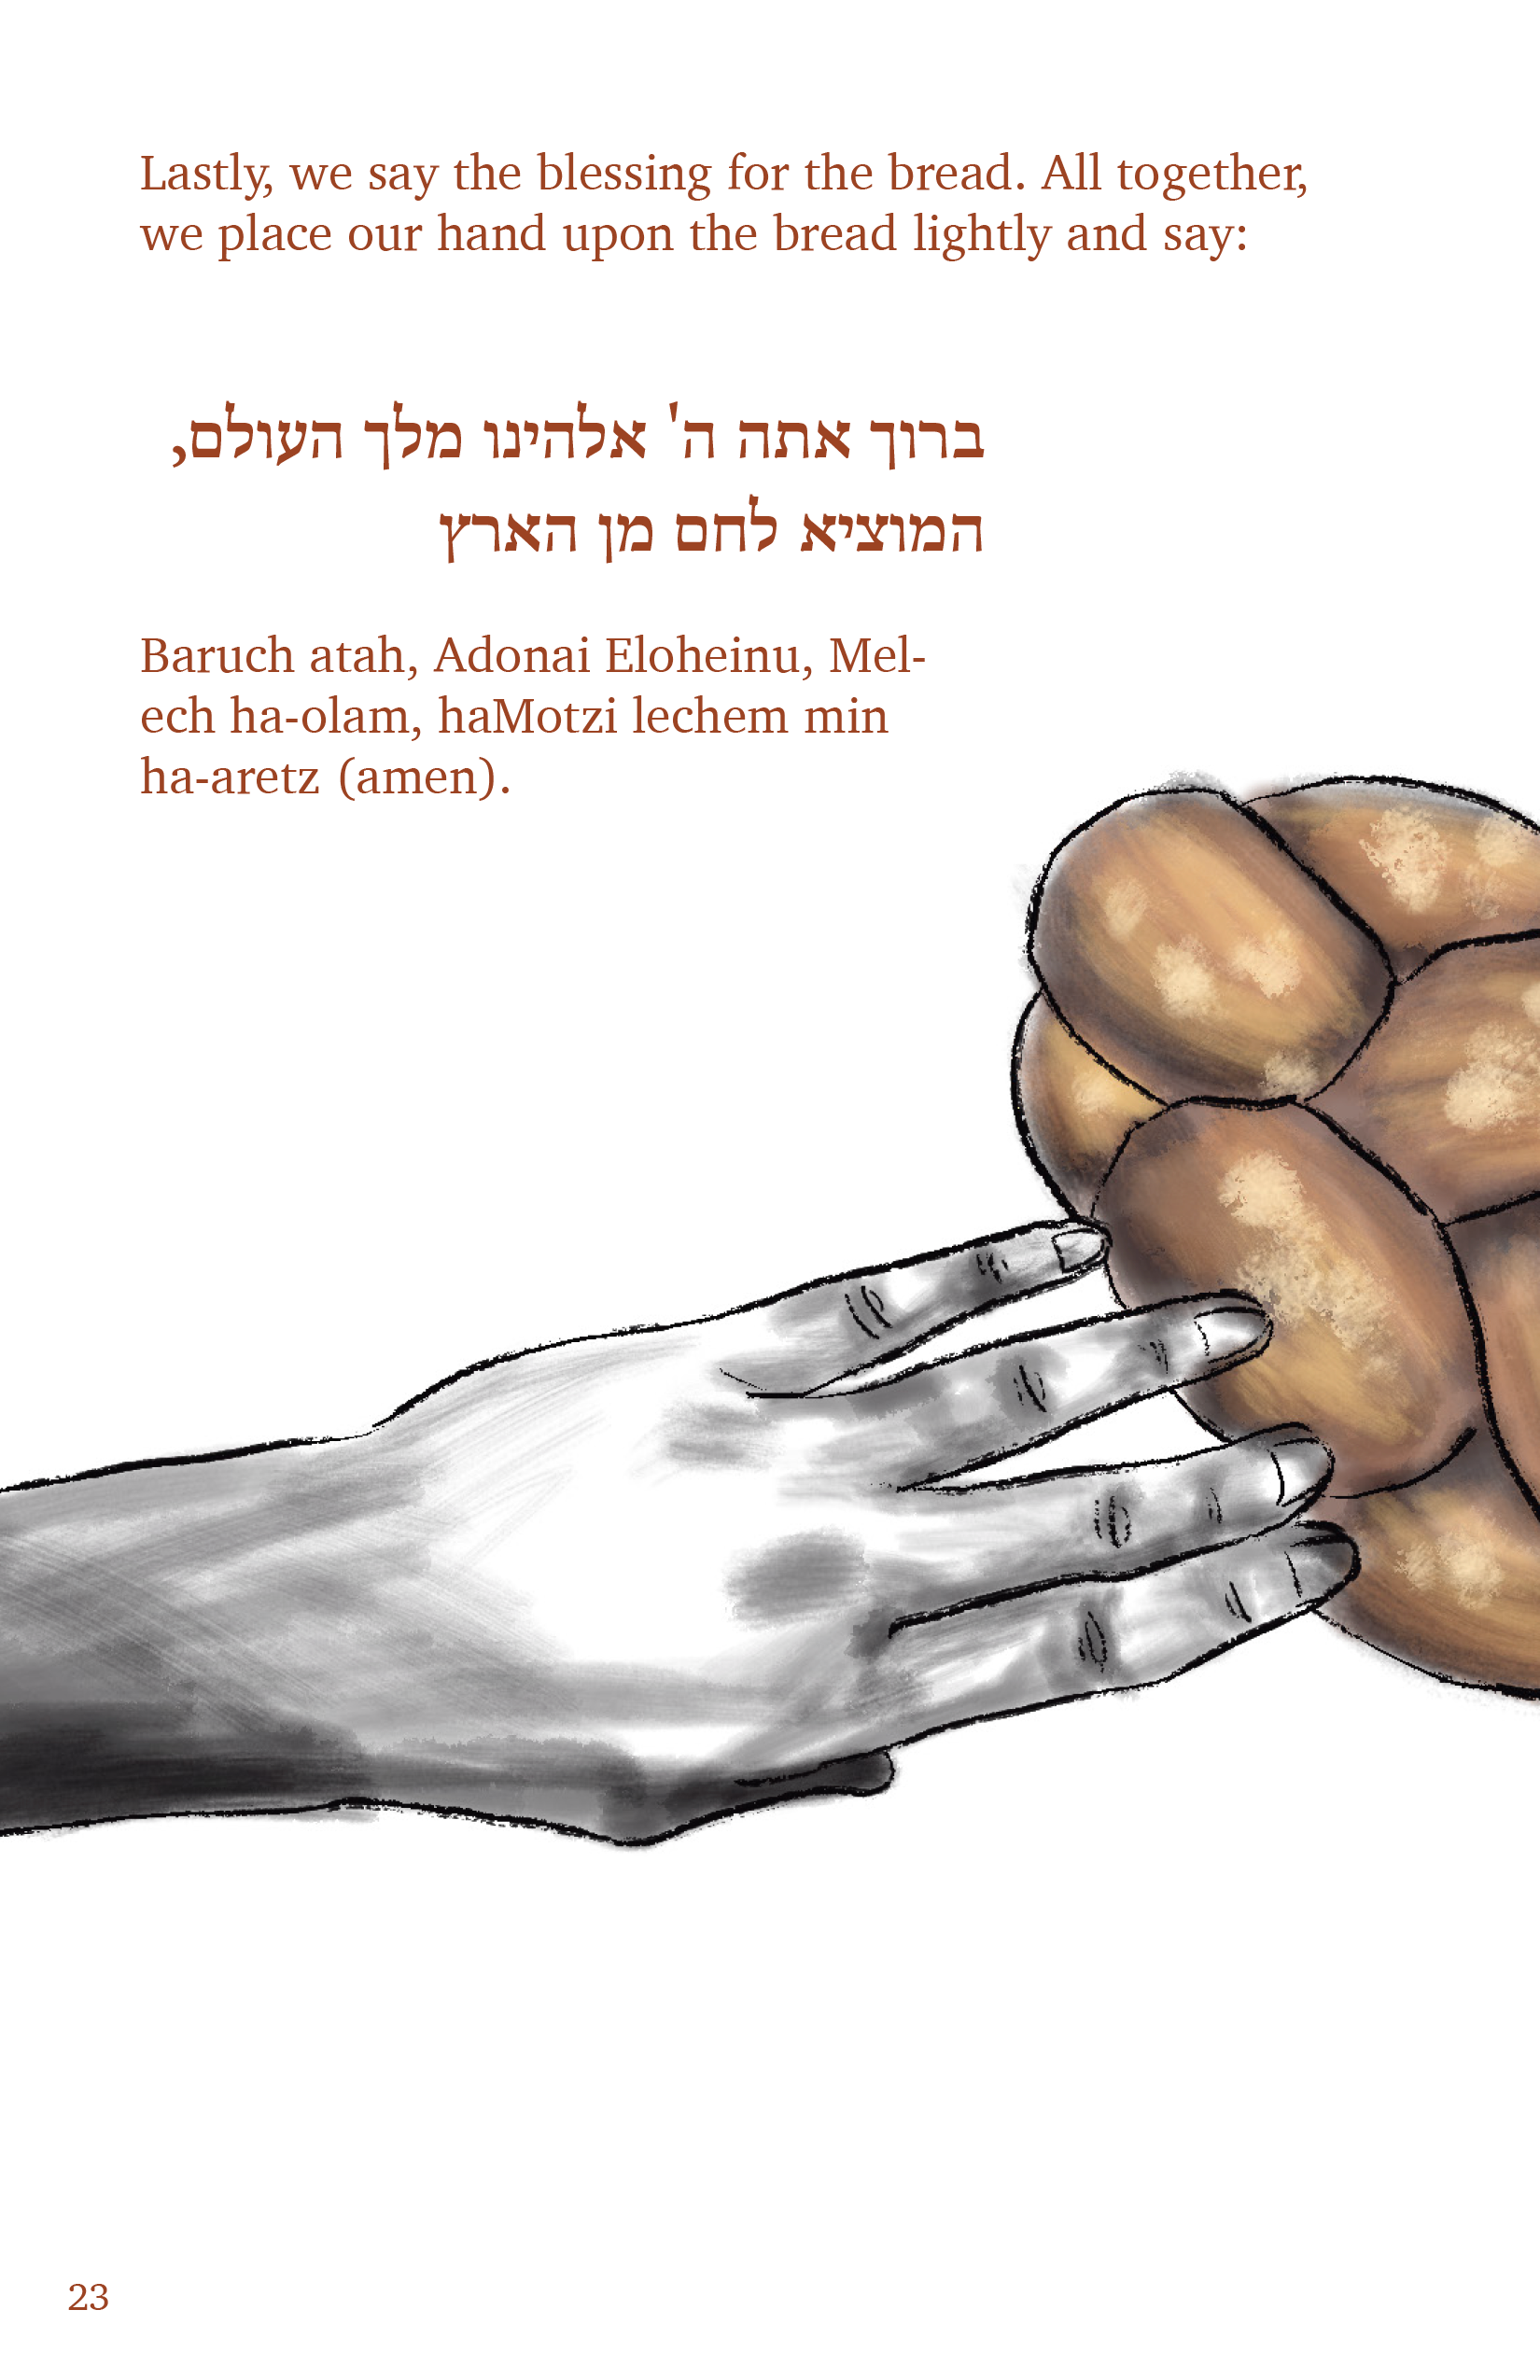 Lastly, we say the blessing for the bread. All together,
we place our hand upon the bread lightly and say:
ברוך אתה ה' אלהינו מלך העולם,
המוציא לחם מן הארץ
Baruch atah, Adonai Eloheinu, Mel-
ech ha-olam, haMotzi lechem min
ha-aretz (amen).
23